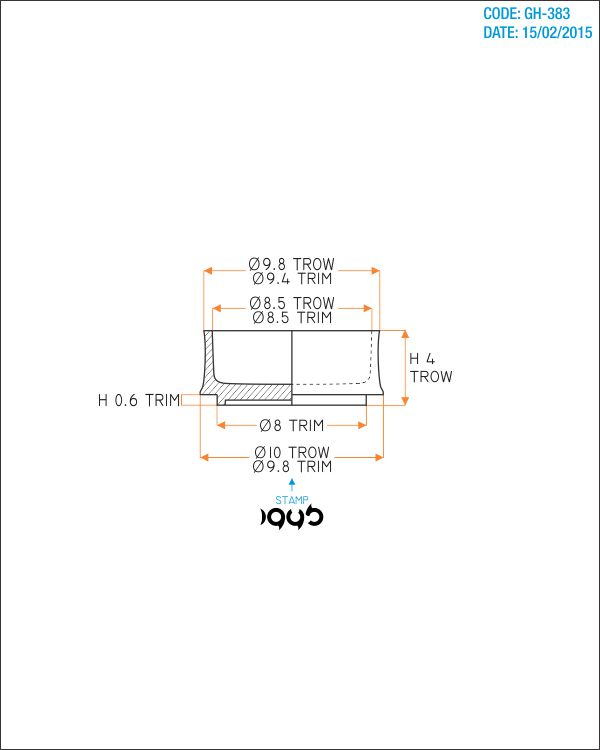 CODE: GH-383
DATE: 15/02/2015
Ø9.8 TROW
Ø9.4 TRIM
Ø8.5 TROW
Ø8.5 TRIM
H 4
TROW
H 0.6 TRIM
Ø8 TRIM
Ø10 TROW
Ø9.8 TRIM
STAMP